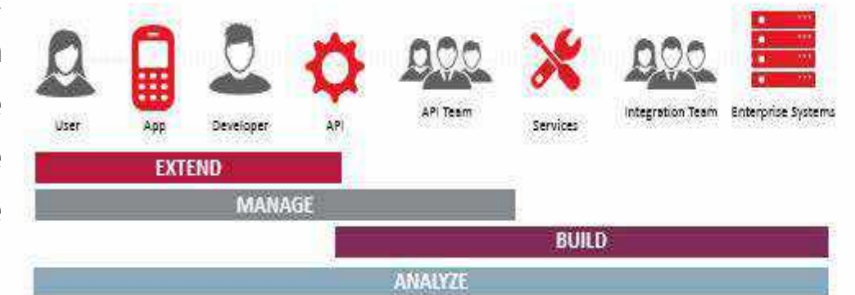 User
App
Developer
API
API Team
Services
Integration Team
Enterprise Systems
EXTEND
MANAGE
BUILD
ANALYZE